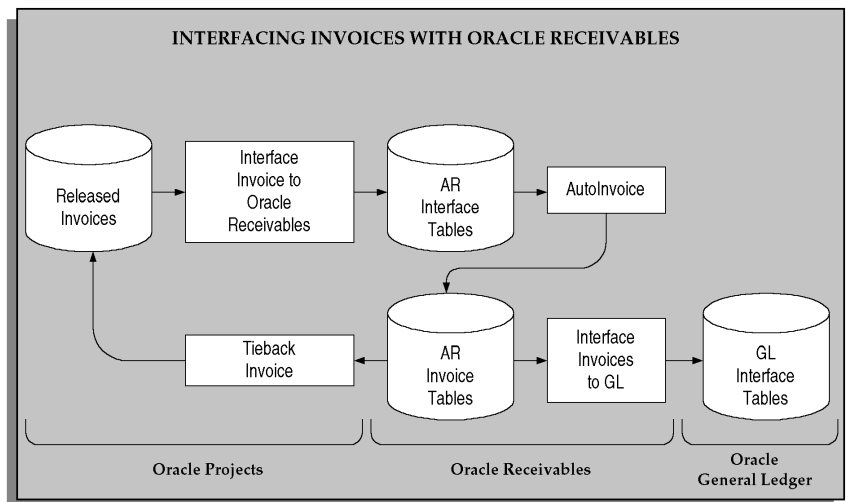 INTERFACING INVOICES WITH ORACLE RECEIVABLES
Released
Invoices
Interface
Invoice to
Oracle
Receivables
AR
Interface
Tables
AutoInvoice
Tieback
Invoice
AR
Invoice
Tables
Interface
Invoices
to GL
GL
Interface
Tables
Oracle Projects
Oracle Receivables
Oracle
General Ledger